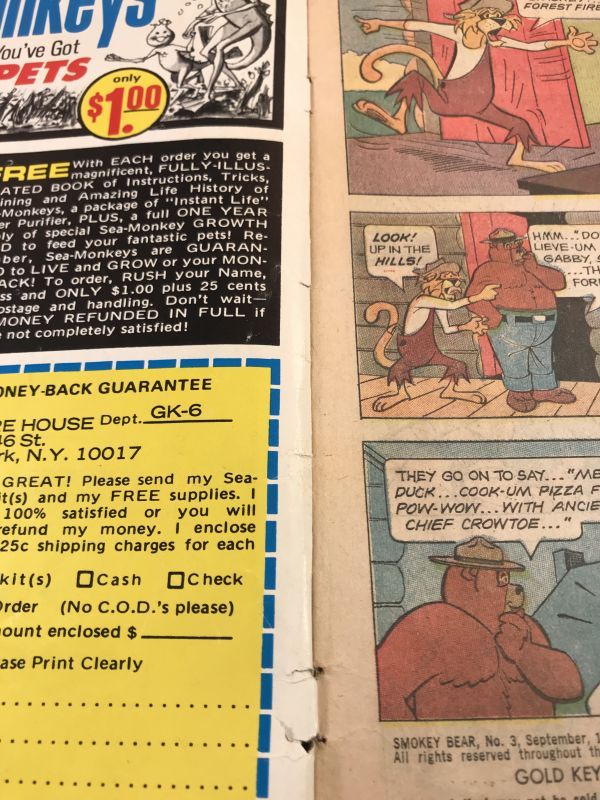 You've Got
PETS
only
$1.00
FREE With EACH order you get a
magnificent, FULLY-ILLUS-
ATED BOOK of Instructions, Tricks,
ining and Amazing Life History of
-Monkeys, a package of "Instant Life"
er Purifier, PLUS, a full ONE YEAR
ly of special Sea-Monkey GROWTH
D to feed your fantastic pets! Re-
ber, Sea-Monkeys are GUARAN-
D to LIVE and GROW or your MON-
ACK! To order, RUSH your Name,
ss and ONLY $1.00 plus 25 cents
ostage and handling. Don't wait—
MONEY REFUNDED IN FULL if
e not completely satisfied!
ONEY-BACK GUARANTEE
RE HOUSE Dept. GK-6
46 St.
rk, N.Y. 10017
GREAT! Please send my Sea-
it(s) and my FREE supplies. I
100% satisfied or you will
refund my money. I enclose
25c shipping charges for each
kit(s) Cash Check
Order (No C.O.D.'s please)
ount enclosed $
ase Print Clearly
FOREST FIRE
LOOK!
UP IN THE
HILLS!
HMM..." DO
LIEVE-UM
GABBY, S
...TH
FOR
THEY GO ON TO SAY..."ME
DUCK...COOK-UM PIZZA F
POW-WOW...WITH ANCIE
CHIEF CROWTOE..."
SMOKEY BEAR, No. 3, September, 1
All rights reserved throughout th
GOLD KEY